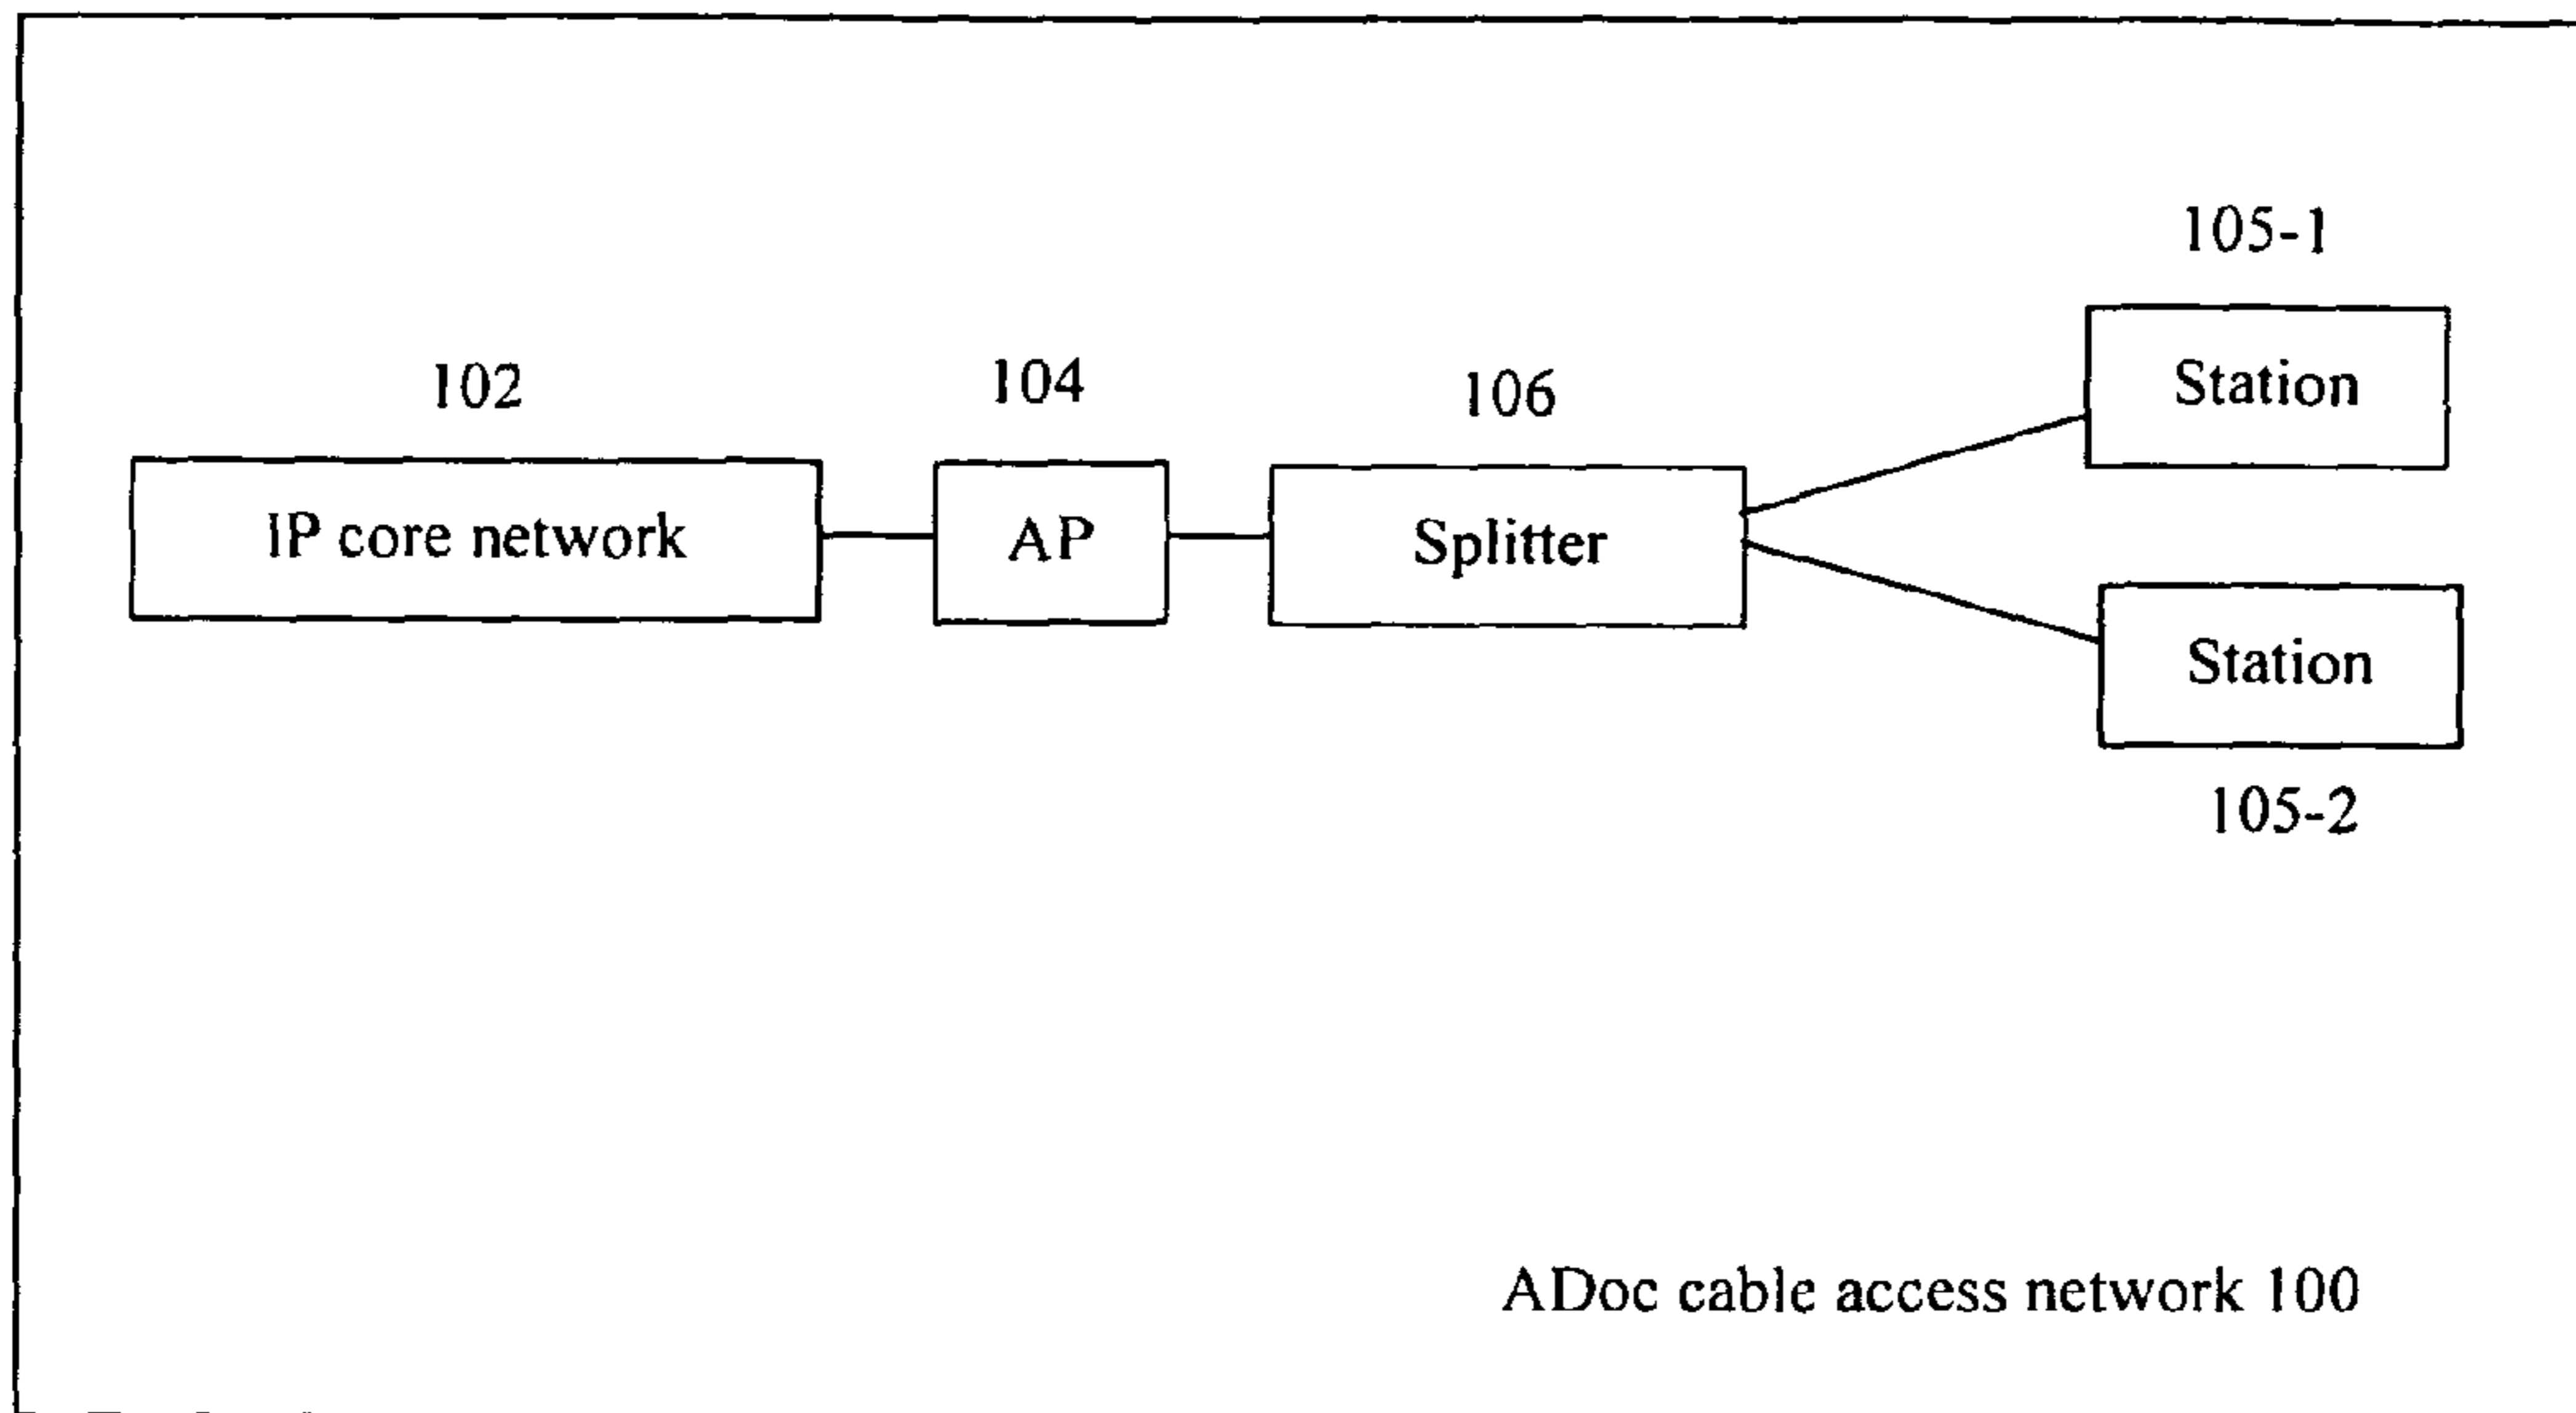 105-1
Station
102
104
106
IP core network
AP
Splitter
Station
105-2
ADoc cable access network 100